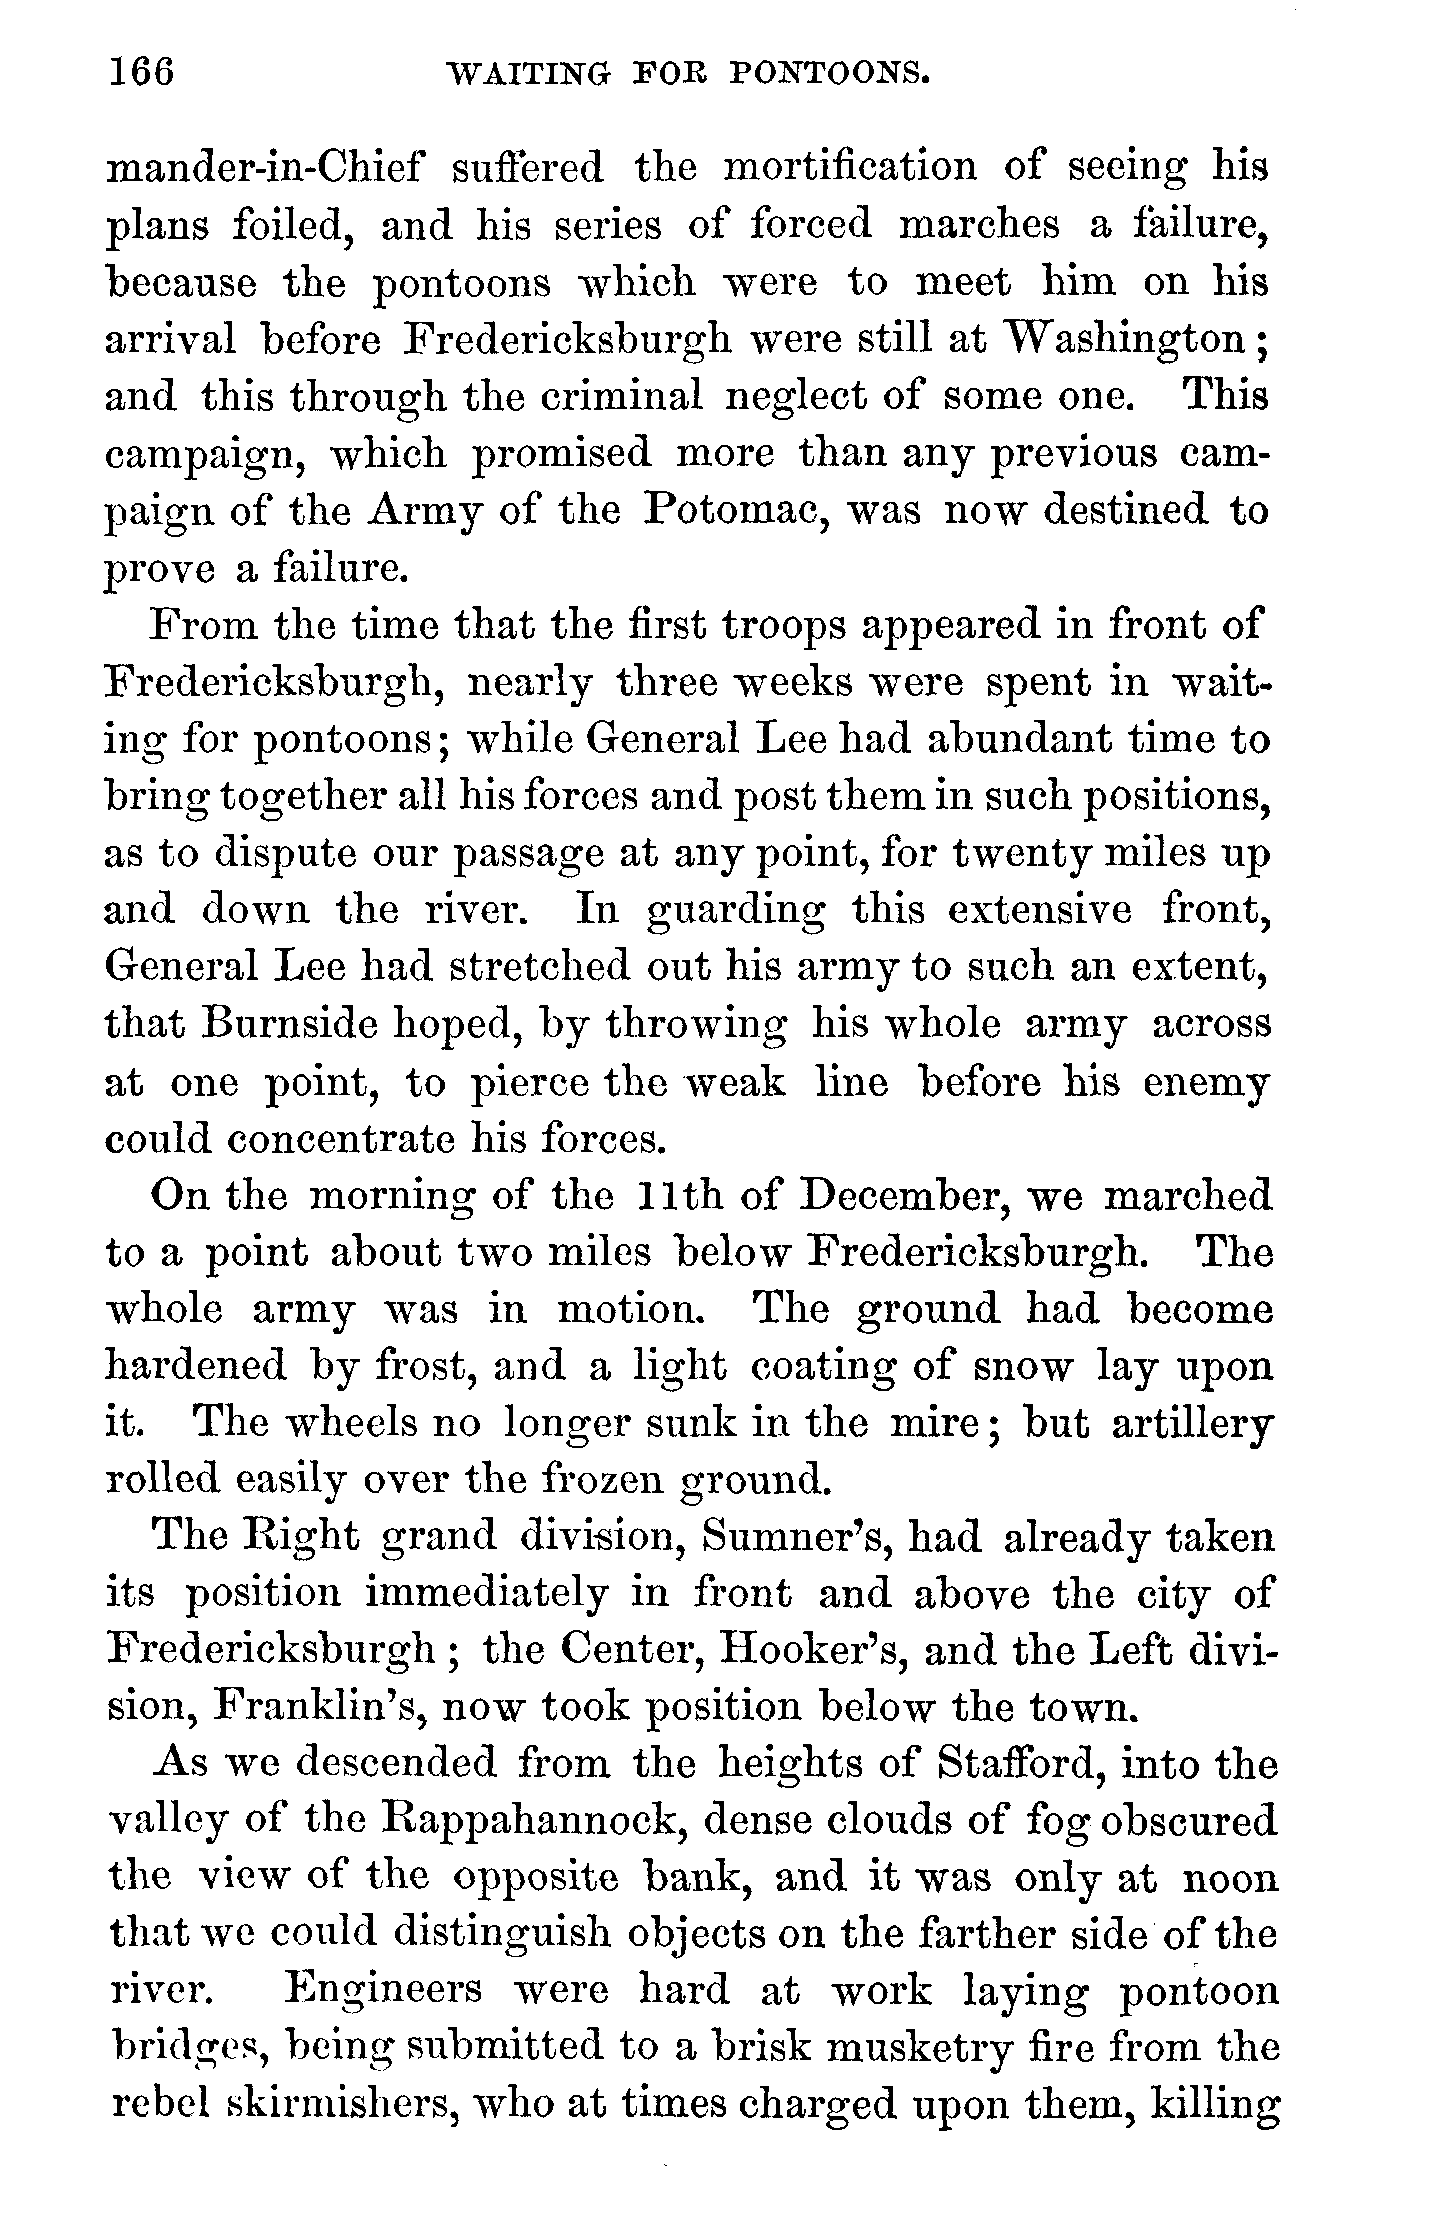 166 WAITING FOR PONTOONS.
mander-in-Chief suffered the mortification of seeing his
plans foiled, and his series of forced marches a failure,
because the pontoons which were to meet him on his
arrival before Fredericksburgh were still at Washington;
and this through the criminal neglect of some one. This
campaign, which promised more than any previous cam-
paign of the Army of the Potomac, was now destined to
prove a failure.
From the time that the first troops appeared in front of
Fredericksburgh, nearly three weeks were spent in wait-
ing for pontoons; while General Lee had abundant time to
bring together all his forces and post them in such positions,
as to dispute our passage at any point, for twenty miles up
and down the river. In guarding this extensive front,
General Lee had stretched out his army to such an extent,
that Burnside hoped, by throwing his whole army across
at one point, to pierce the weak line before his enemy
could concentrate his forces.
On the morning of the 11th of December, we marched
to a point about two miles below Fredericksburgh. The
whole army was in motion. The ground had become
hardened by frost, and a light coating of snow lay upon
it. The wheels no longer sunk in the mire; but artillery
rolled easily over the frozen ground.
The Right grand division, Sumner's, had already taken
its position immediately in front and above the city of
Fredericksburgh; the Center, Hooker's, and the Left divi-
sion, Franklin's, now took position below the town.
As we descended from the heights of Stafford, into the
valley of the Rappahannock, dense clouds of fog obscured
the view of the opposite bank, and it was only at noon
that we could distinguish objects on the farther side of the
river. Engineers were hard at work laying pontoon
bridges, being submitted to a brisk musketry fire from the
rebel skirmishers, who at times charged upon them, killing